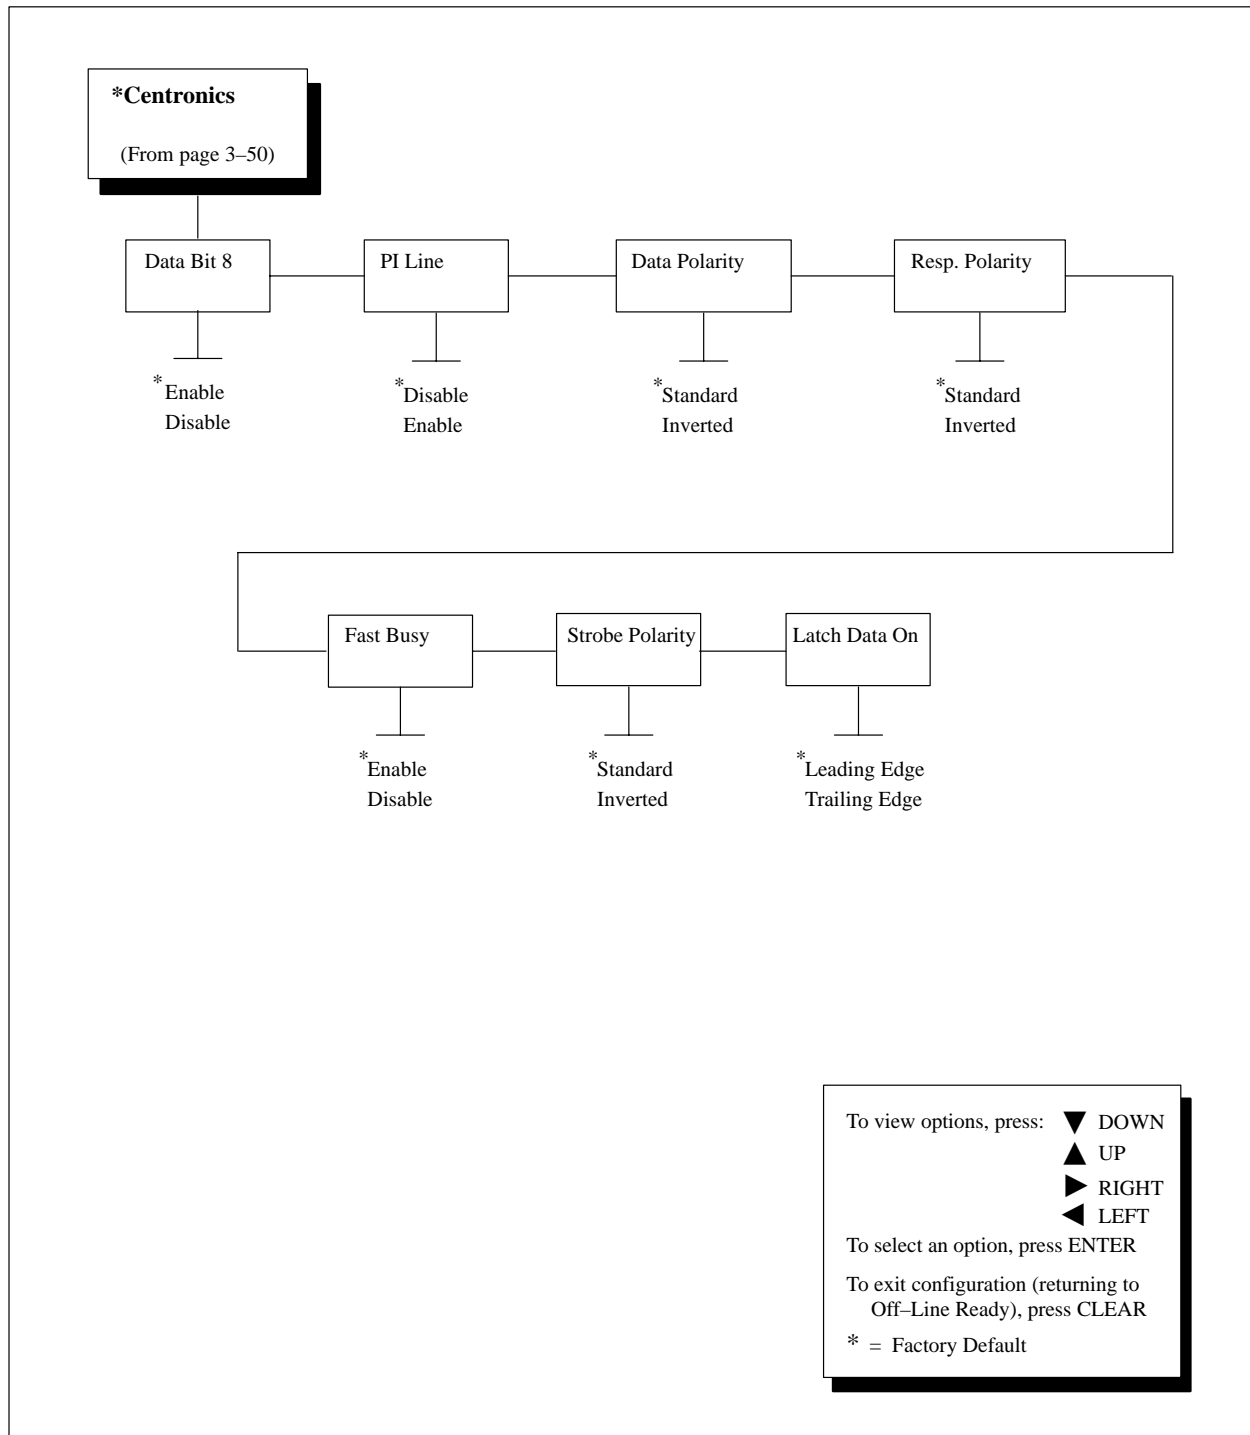 *Centronics
(From page 3–50)
Data Bit 8
PI Line
Data Polarity
Resp. Polarity
*Enable
Disable
*Disable
Enable
*Standard
Inverted
*Standard
Inverted
Fast Busy
Strobe Polarity
Latch Data On
*Enable
Disable
*Standard
Inverted
*Leading Edge
Trailing Edge
To view options, press: ▼ DOWN
▲ UP
▶ RIGHT
◀ LEFT
To select an option, press ENTER
To exit configuration (returning to
Off–Line Ready), press CLEAR
* = Factory Default